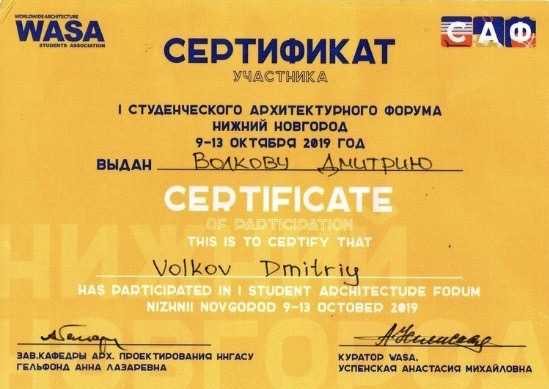 WORLDWIDE ARCHITECTURE
WASA
STUDENTS ASSOCIATION
САФ
СЕРТИФИКАТ
УЧАСТНИКА
I СТУДЕНЧЕСКОГО АРХИТЕКТУРНОГО ФОРУМА
НИЖНИЙ НОВГОРОД
9-13 ОКТЯБРЯ 2019 ГОД
ВЫДАН Волкову Дмитрию
CERTIFICATE
OF PARTICIPATION
THIS IS TO CERTIFY THAT
Volkov Dmitriy
HAS PARTICIPATED IN I STUDENT ARCHITECTURE FORUM
NIZHNII NOVGOROD 9-13 OCTOBER 2019
ЗАВ.КАФЕДРЫ АРХ. ПРОЕКТИРОВАНИЯ ННГАСУ
ГЕЛЬФОНД АННА ЛАЗАРЕВНА
КУРАТОР WASA,
УСПЕНСКАЯ АНАСТАСИЯ МИХАЙЛОВНА